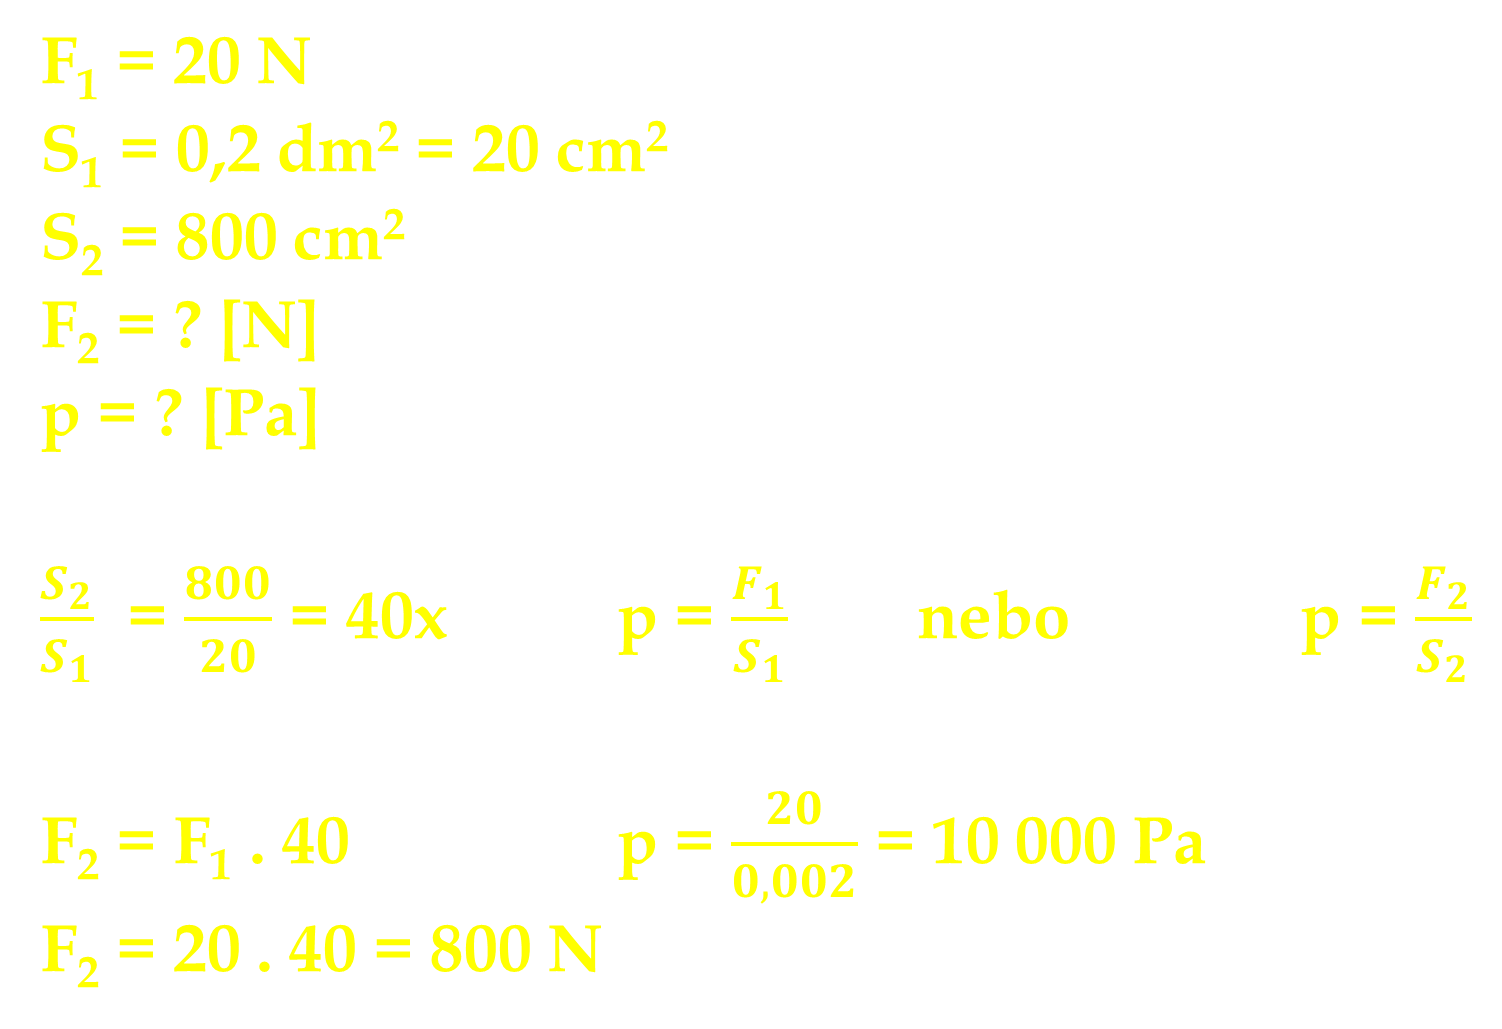 F₁ = 20 N
S₁ = 0,2 dm² = 20 cm²
S₂ = 800 cm²
F₂ = ? [N]
p = ? [Pa]
S₂/S₁ = 800/20 = 40x p = F₁/S₁ nebo p = F₂/S₂
F₂ = F₁ . 40 p = 20/0,002 = 10 000 Pa
F₂ = 20 . 40 = 800 N